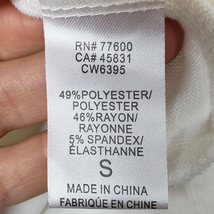 RN# 77600
CA# 45831
CW6395
49% POLYESTER/
POLYESTER
46% RAYON/
RAYONNE
5% SPANDEX/
ÉLASTHANNE
S
MADE IN CHINA
FABRIQUÉ EN CHINE